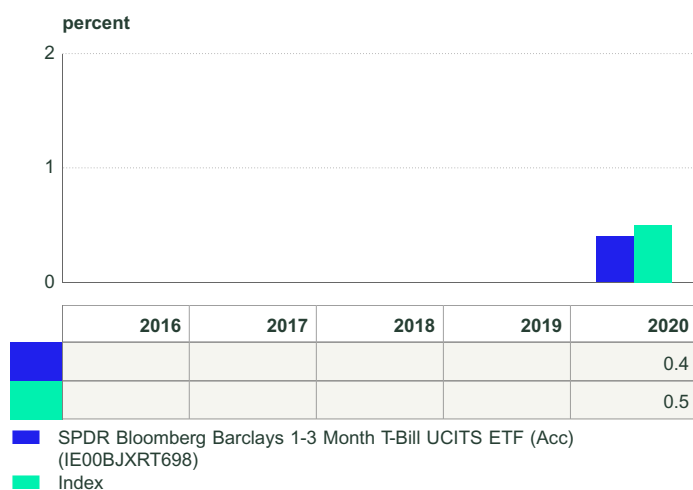 percent
2
1
0
2016 2017 2018 2019 2020
0.4
0.5
SPDR Bloomberg Barclays 1-3 Month T-Bill UCITS ETF (Acc)
(IE00BJXRT698)
Index